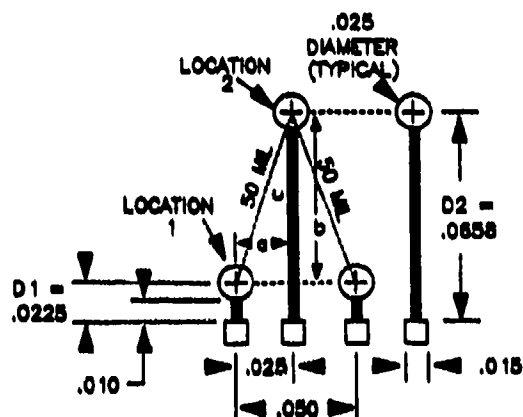 .025
DIAMETER
(TYPICAL)
LOCATION
2
50 MIL
c
50 MIL
b
LOCATION
1
a
D1 =
.0225
D2 =
.0658
.010
.025
.015
.050